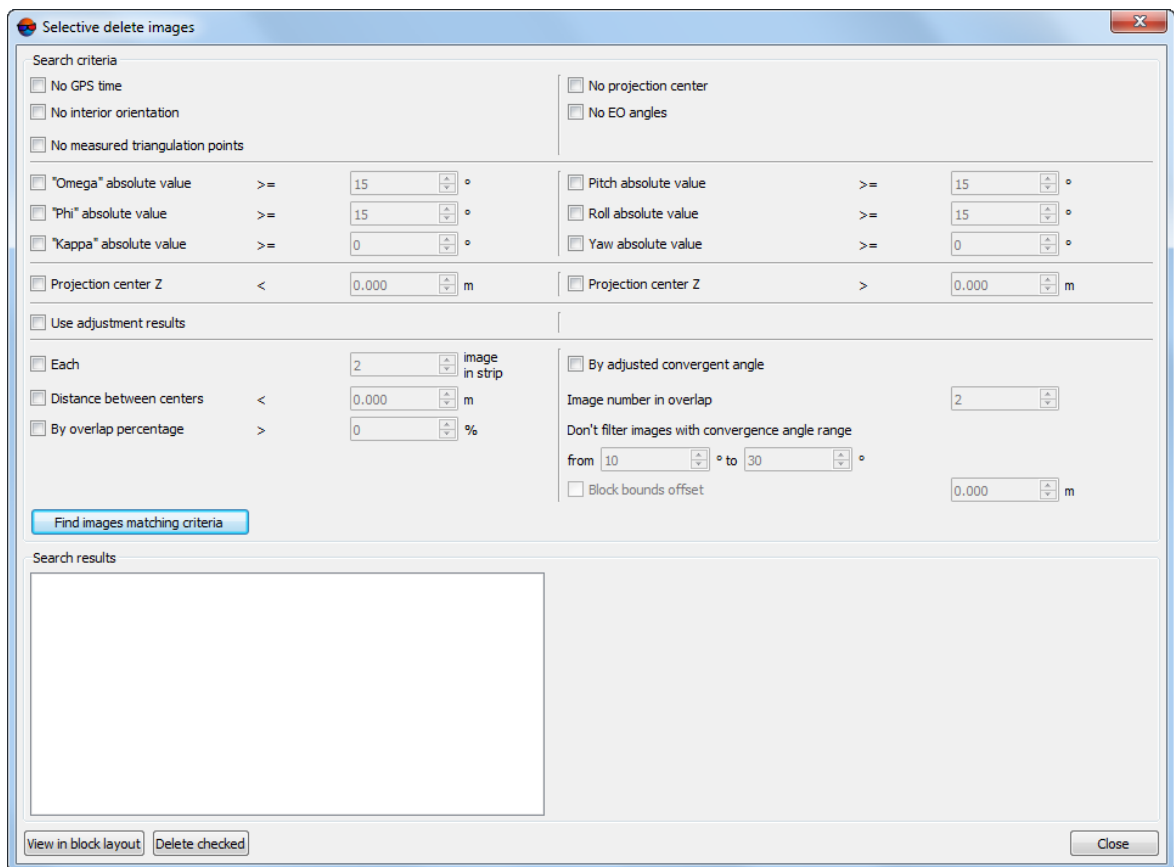 Selective delete images
Search criteria
No GPS time
No projection center
No interior orientation
No EO angles
No measured triangulation points
"Omega" absolute value >= 15 °
Pitch absolute value >= 15 °
"Phi" absolute value >= 15 °
Roll absolute value >= 15 °
"Kappa" absolute value >= 0 °
Yaw absolute value >= 0 °
Projection center Z < 0.000 m
Projection center Z > 0.000 m
Use adjustment results
Each 2 image
in strip
By adjusted convergent angle
Distance between centers < 0.000 m
Image number in overlap 2
By overlap percentage > 0 %
Don't filter images with convergence angle range
from 10 ° to 30 °
Block bounds offset 0.000 m
Find images matching criteria
Search results
View in block layout Delete checked Close